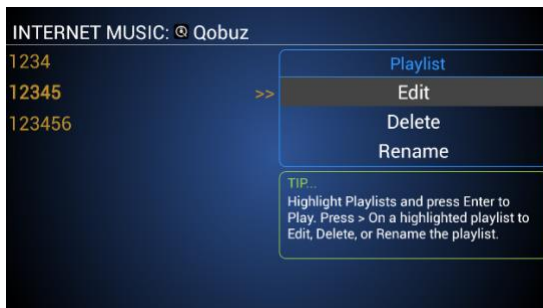 INTERNET MUSIC: Qobuz
1234
12345 >>
123456
Playlist
Edit
Delete
Rename
TIP...
Highlight Playlists and press Enter to
Play. Press > On a highlighted playlist to
Edit, Delete, or Rename the playlist.